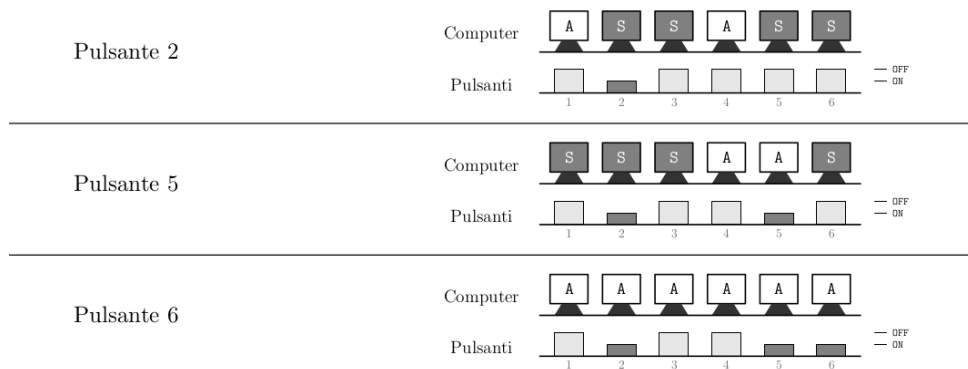 Computer A S S A S S
Pulsante 2
OFF
Pulsanti ON
1 2 3 4 5 6
Computer S S S A A S
Pulsante 5
OFF
Pulsanti ON
1 2 3 4 5 6
Computer A A A A A A
Pulsante 6
OFF
Pulsanti ON
1 2 3 4 5 6